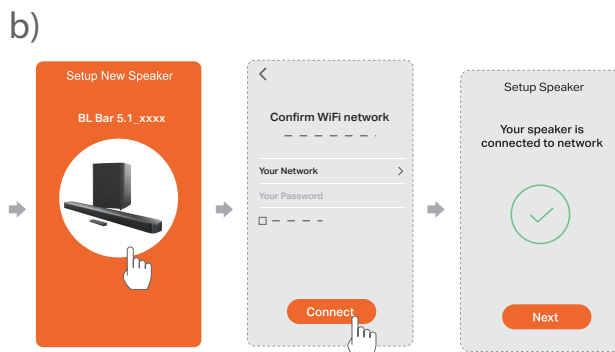 b)
Setup New Speaker
BL Bar 5.1_xxxx
Confirm WiFi network
Your Network
Your Password
Connect
Setup Speaker
Your speaker is
connected to network
Next